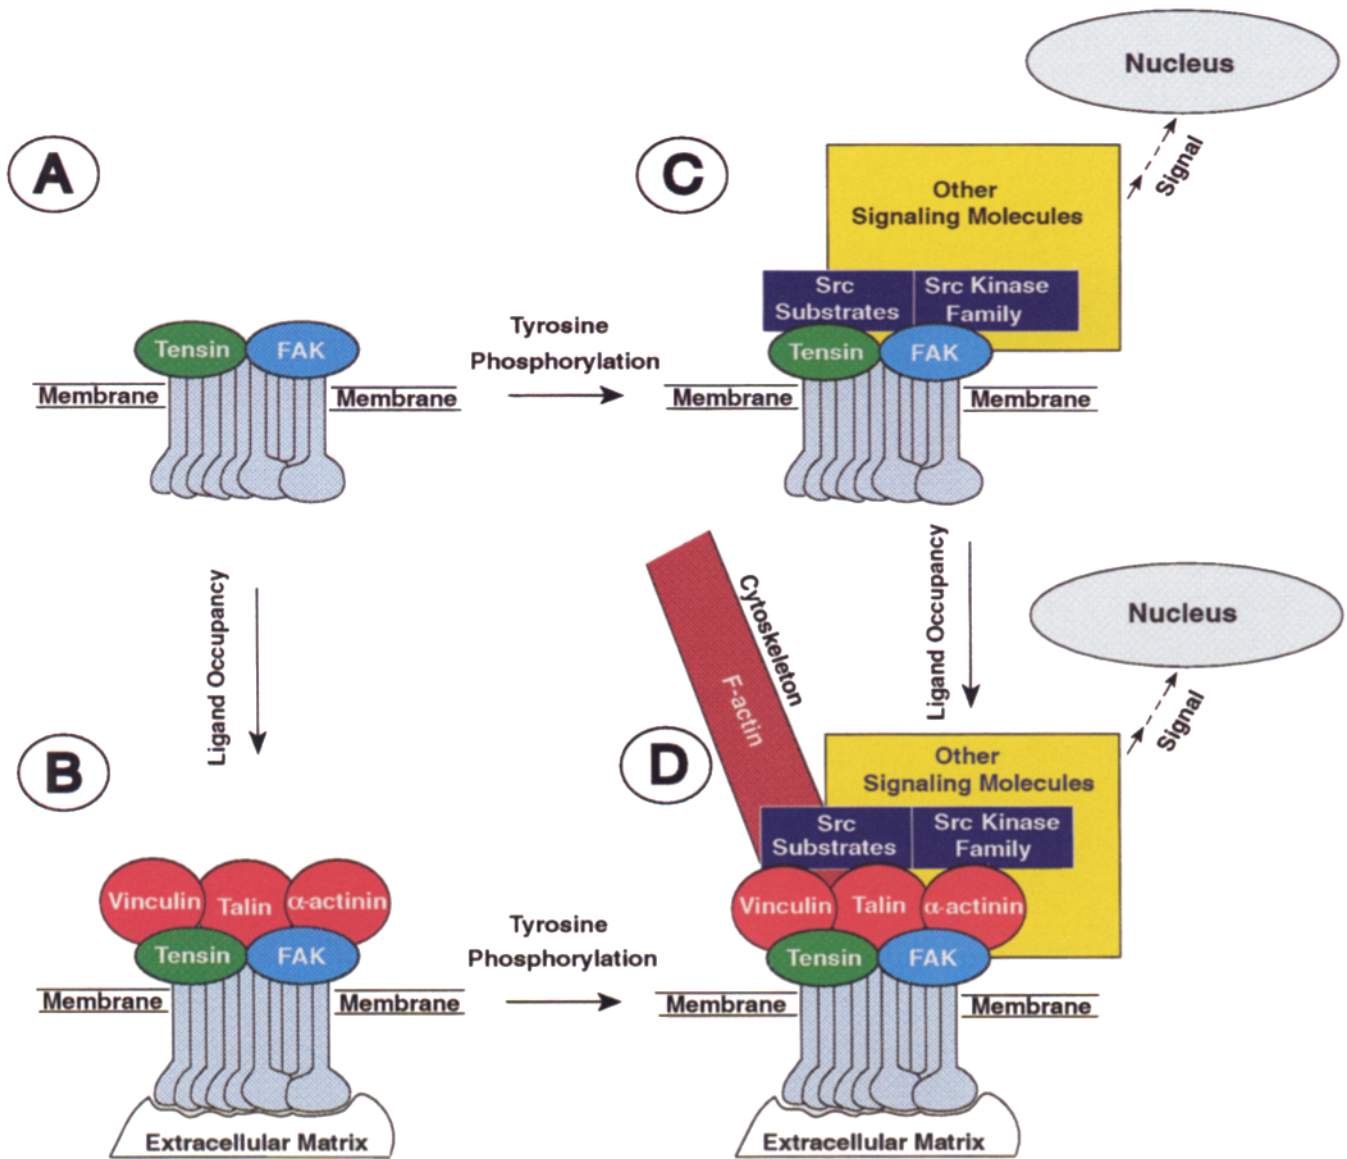 A
Tensin
FAK
Membrane
Membrane
Tyrosine
Phosphorylation
C
Nucleus
Signal
Other
Signaling Molecules
Src
Substrates
Src Kinase
Family
Tensin
FAK
Membrane
Membrane
Ligand Occupancy
Ligand Occupancy
B
Vinculin
Talin
α-actinin
Tensin
FAK
Membrane
Membrane
Extracellular Matrix
Tyrosine
Phosphorylation
D
Cytoskeleton
F-actin
Nucleus
Signal
Other
Signaling Molecules
Src
Substrates
Src Kinase
Family
Vinculin
Talin
α-actinin
Tensin
FAK
Membrane
Membrane
Extracellular Matrix